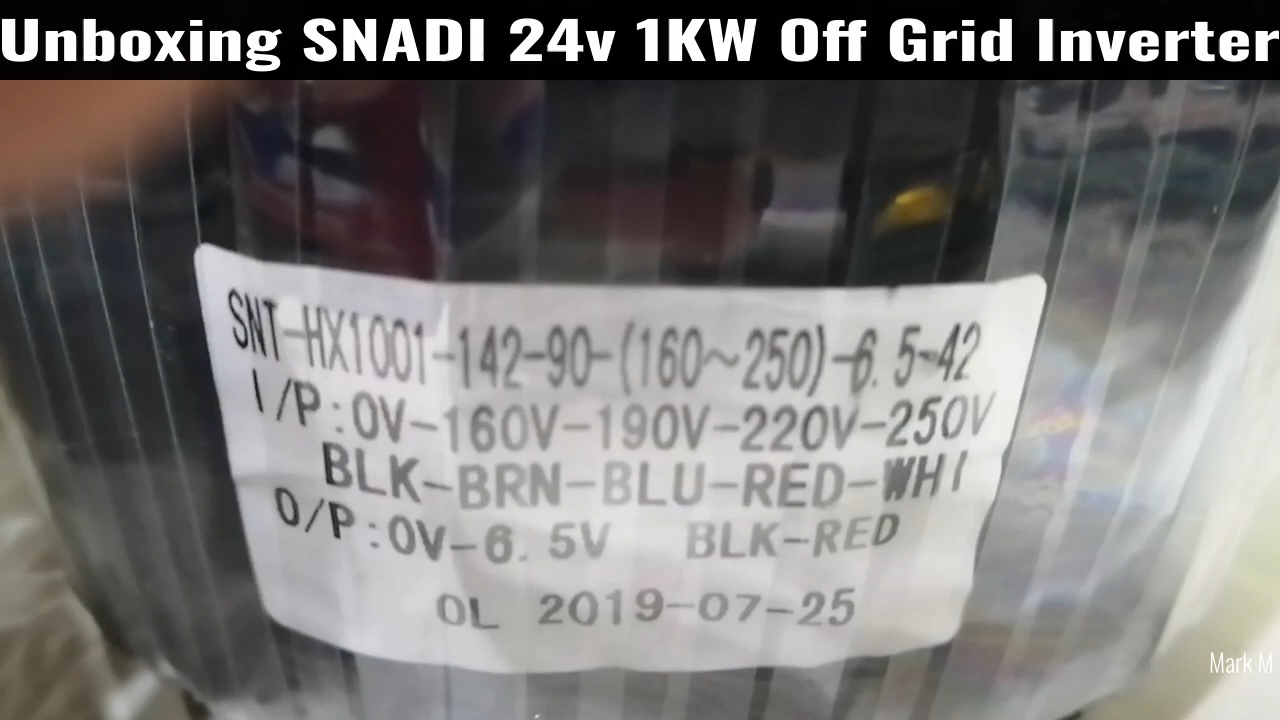 Unboxing SNADI 24v 1KW Off Grid Inverter
SNT-HX1001-142-90-(160~250)-6.5-42
I/P:0V-160V-190V-220V-250V
BLK-BRN-BLU-RED-WHI
O/P:0V-6.5V BLK-RED
OL 2019-07-25
Mark M